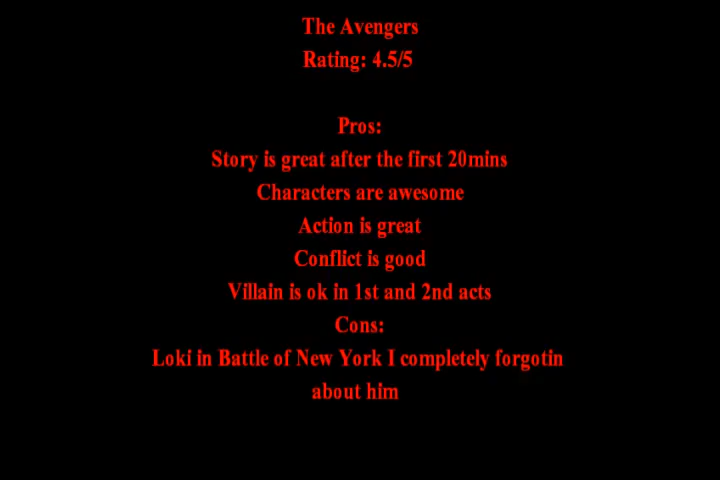 The Avengers
Rating: 4.5/5
Pros:
Story is great after the first 20mins
Characters are awesome
Action is great
Conflict is good
Villain is ok in 1st and 2nd acts
Cons:
Loki in Battle of New York I completely forgotin
about him